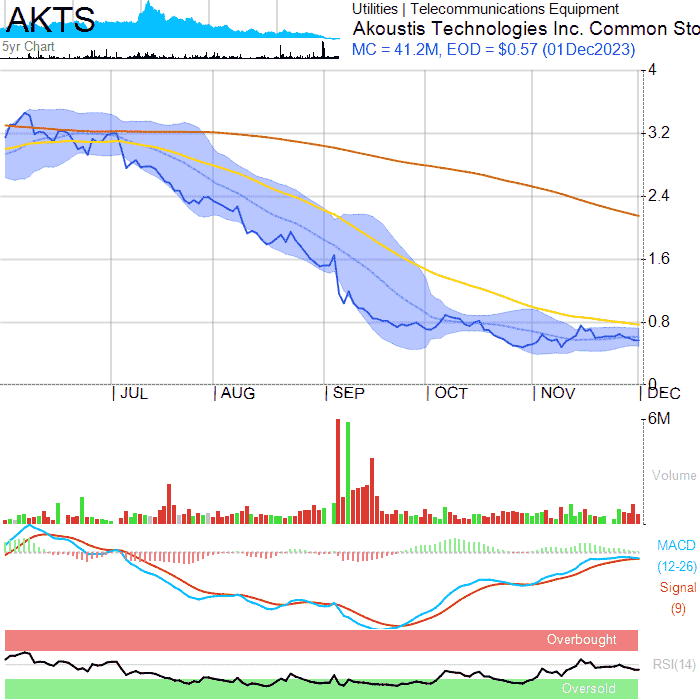 AKTS
5yr Chart
Utilities | Telecommunications Equipment
Akoustis Technologies Inc. Common Sto
MC = 41.2M, EOD = $0.57 (01Dec2023)
4
3.2
2.4
1.6
0.8
0
JUL AUG SEP OCT NOV DEC
6M
Volume
MACD
(12-26)
Signal
(9)
Overbought
RSI(14)
Oversold